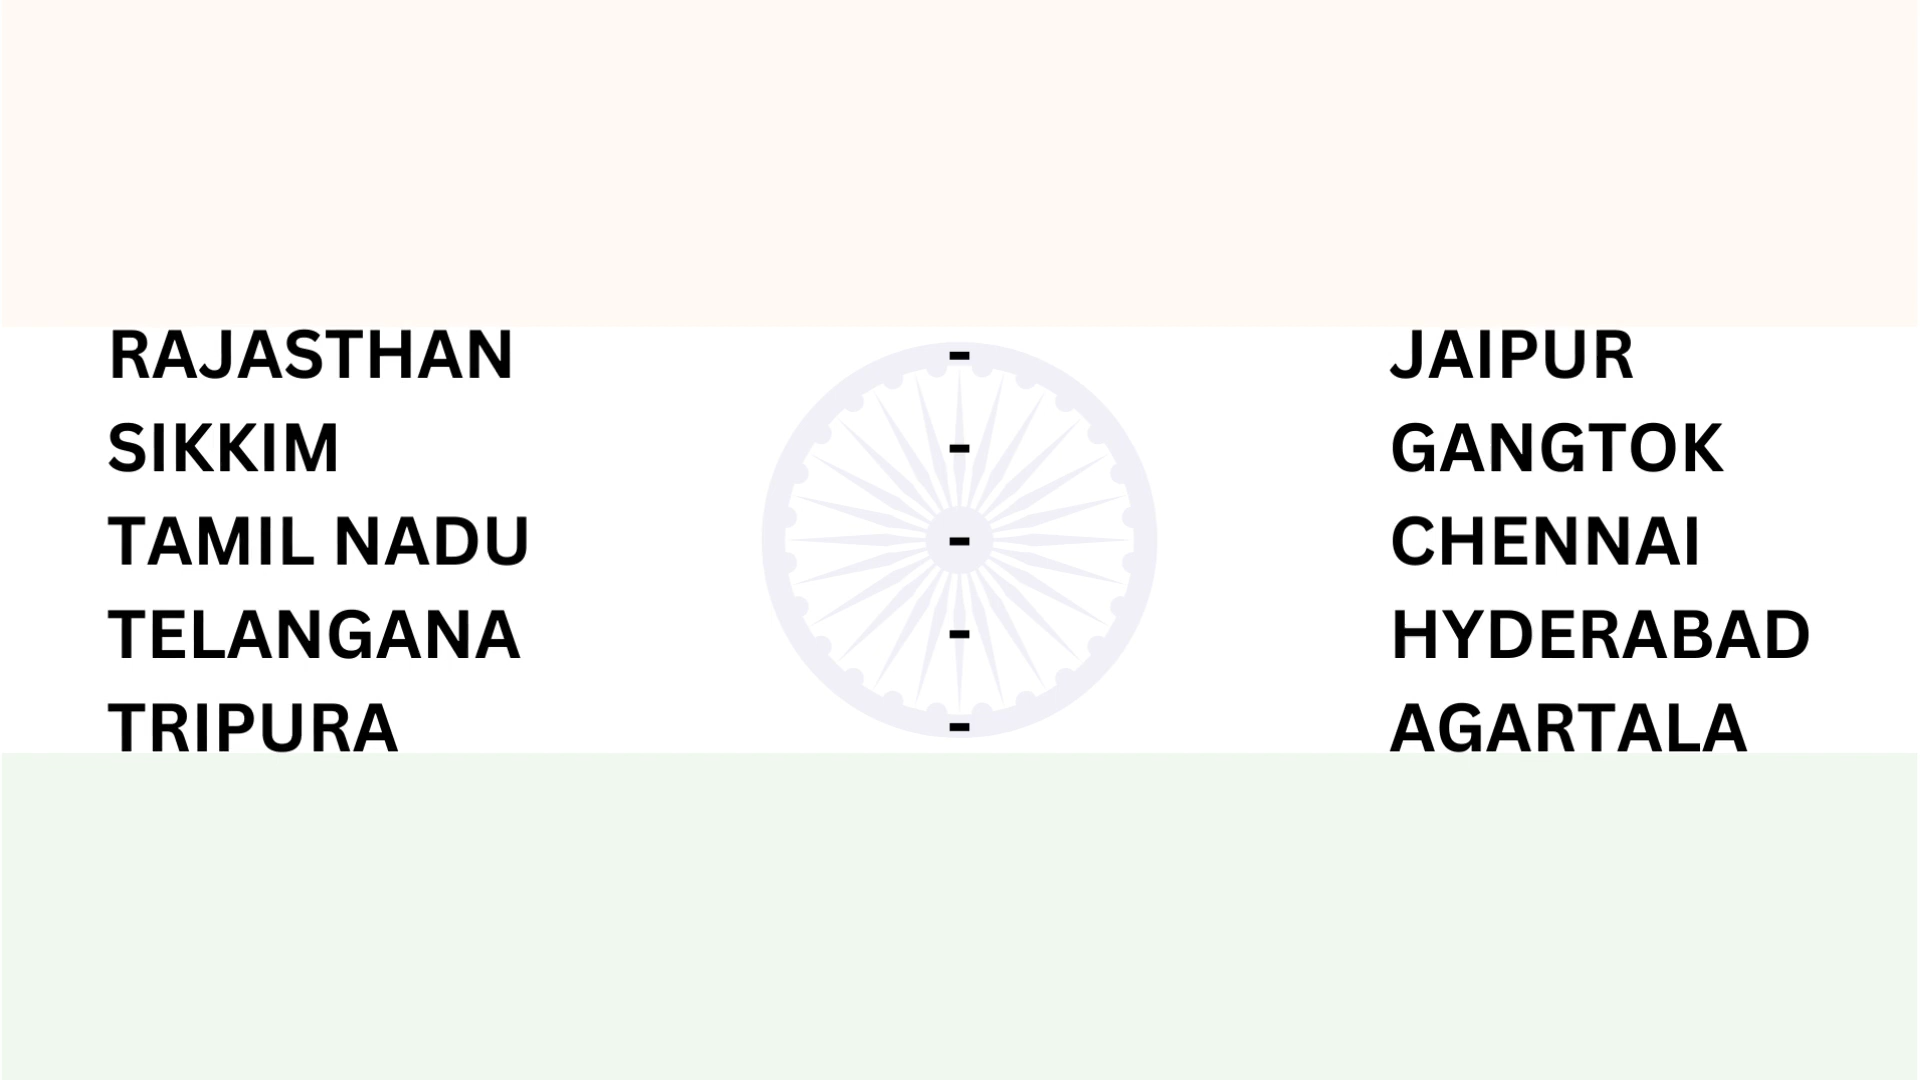 RAJASTHAN - JAIPUR
SIKKIM - GANGTOK
TAMIL NADU - CHENNAI
TELANGANA - HYDERABAD
TRIPURA - AGARTALA